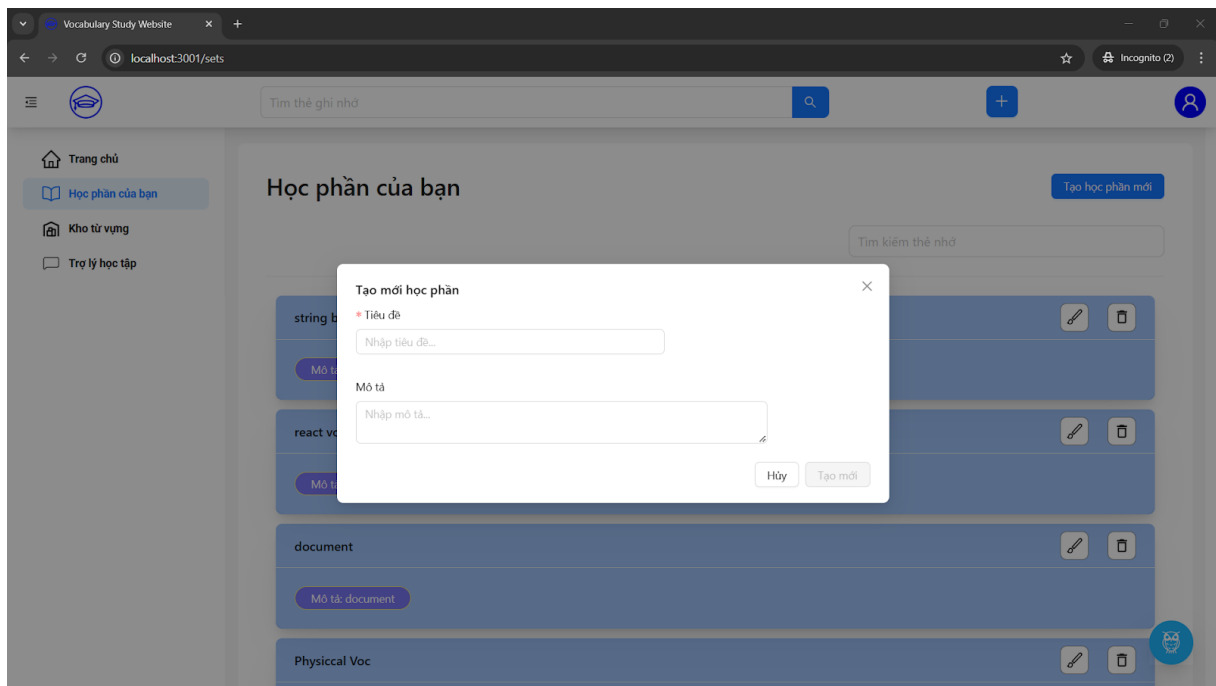 Vocabulary Study Website
localhost:3001/sets
Incognito (2)
Tìm thẻ ghi nhớ
Trang chủ
Học phần của bạn
Kho từ vựng
Trợ lý học tập
Học phần của bạn
Tạo học phần mới
Tìm kiếm thẻ nhớ
Tạo mới học phần
* Tiêu đề
Nhập tiêu đề...
Mô tả
Nhập mô tả...
Hủy
Tạo mới
string
Mô
react
Mô
document
Mô tả: document
Physiccal Voc